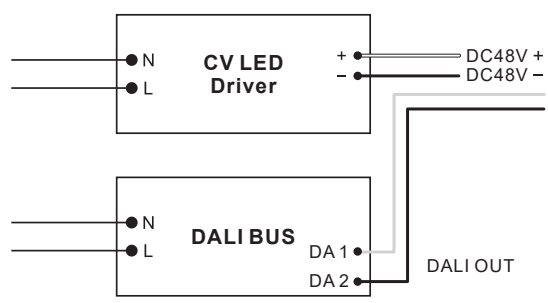 N
L
CV LED
Driver
+
−
DC48V +
DC48V −
N
L
DALI BUS
DA 1
DA 2
DALI OUT